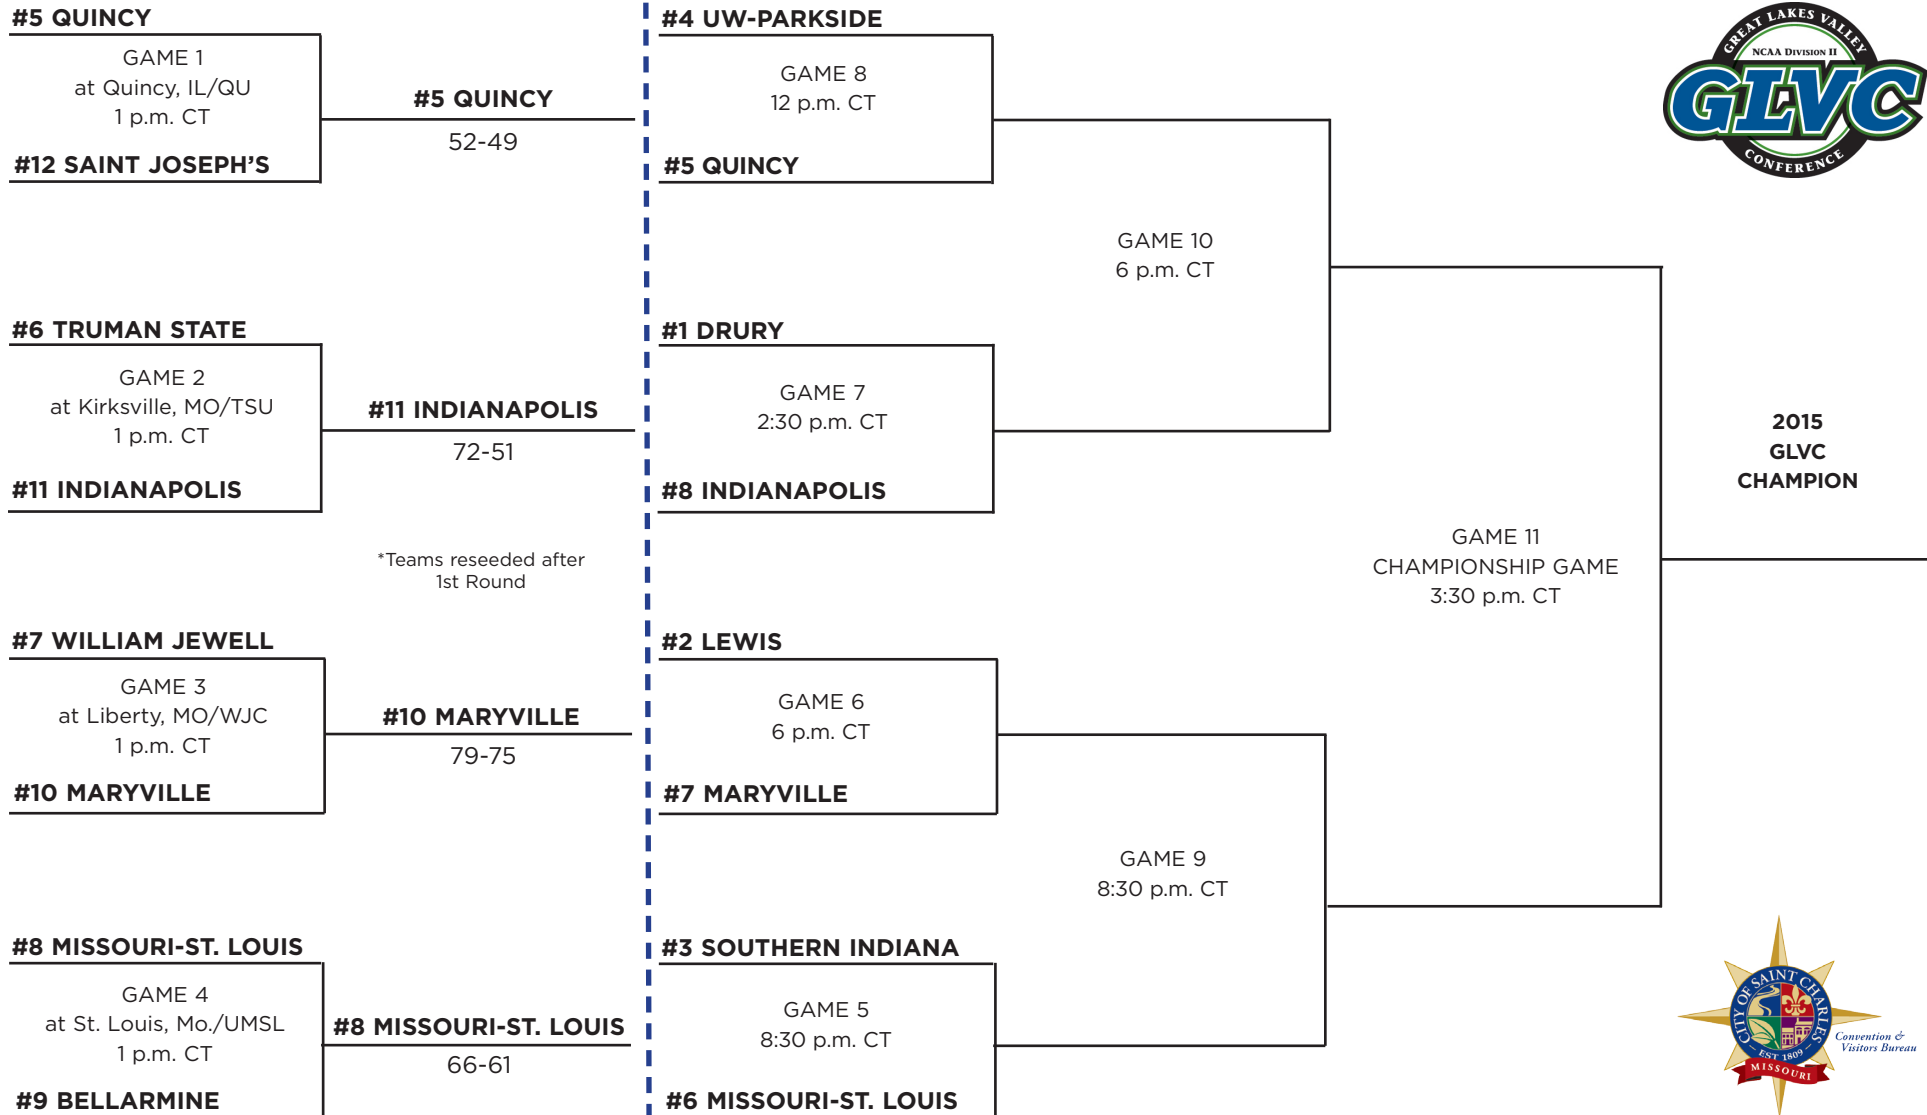 #5 QUINCY
GAME 1
at Quincy, IL/QU
1 p.m. CT
#12 SAINT JOSEPH'S
#5 QUINCY
52-49
#6 TRUMAN STATE
GAME 2
at Kirksville, MO/TSU
1 p.m. CT
#11 INDIANAPOLIS
#11 INDIANAPOLIS
72-51
*Teams reseeded after
1st Round
#7 WILLIAM JEWELL
GAME 3
at Liberty, MO/WJC
1 p.m. CT
#10 MARYVILLE
#10 MARYVILLE
79-75
#8 MISSOURI-ST. LOUIS
GAME 4
at St. Louis, Mo./UMSL
1 p.m. CT
#9 BELLARMINE
#8 MISSOURI-ST. LOUIS
66-61
#4 UW-PARKSIDE
GAME 8
12 p.m. CT
#5 QUINCY
#1 DRURY
GAME 7
2:30 p.m. CT
#8 INDIANAPOLIS
#2 LEWIS
GAME 6
6 p.m. CT
#7 MARYVILLE
#3 SOUTHERN INDIANA
GAME 5
8:30 p.m. CT
#6 MISSOURI-ST. LOUIS
GAME 10
6 p.m. CT
GAME 9
8:30 p.m. CT
GAME 11
CHAMPIONSHIP GAME
3:30 p.m. CT
2015
GLVC
CHAMPION
GREAT LAKES VALLEY
NCAA DIVISION II
GLVC
CONFERENCE
CITY OF SAINT CHARLES
EST 1809
MISSOURI
Convention &
Visitors Bureau